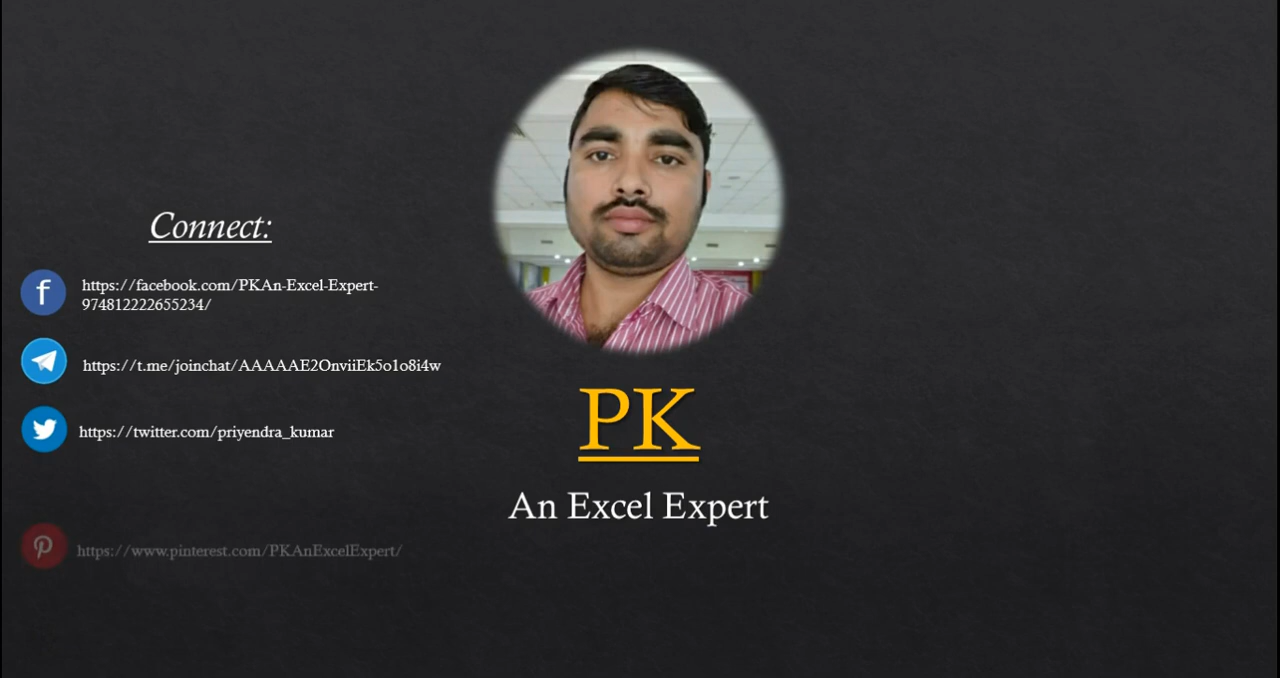 Connect:
https://facebook.com/PKAn-Excel-Expert-
974812222655234/
https://t.me/joinchat/AAAAAE2OnviiEk5o1o8i4w
https://twitter.com/priyendra_kumar
https://www.pinterest.com/PKAnExcelExpert/
PK
An Excel Expert